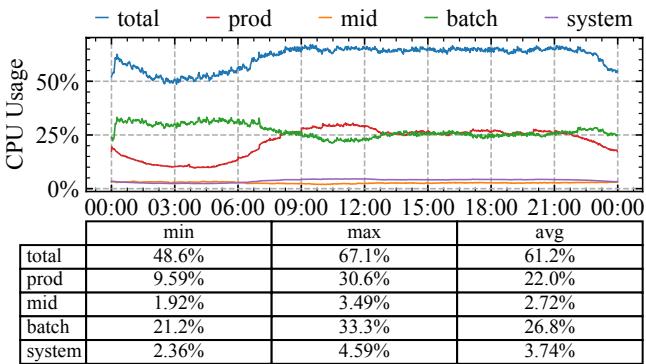 total prod mid batch system
CPU Usage
50%
25%
0%
00:00 03:00 06:00 09:00 12:00 15:00 18:00 21:00 00:00
min max avg
total 48.6% 67.1% 61.2%
prod 9.59% 30.6% 22.0%
mid 1.92% 3.49% 2.72%
batch 21.2% 33.3% 26.8%
system 2.36% 4.59% 3.74%